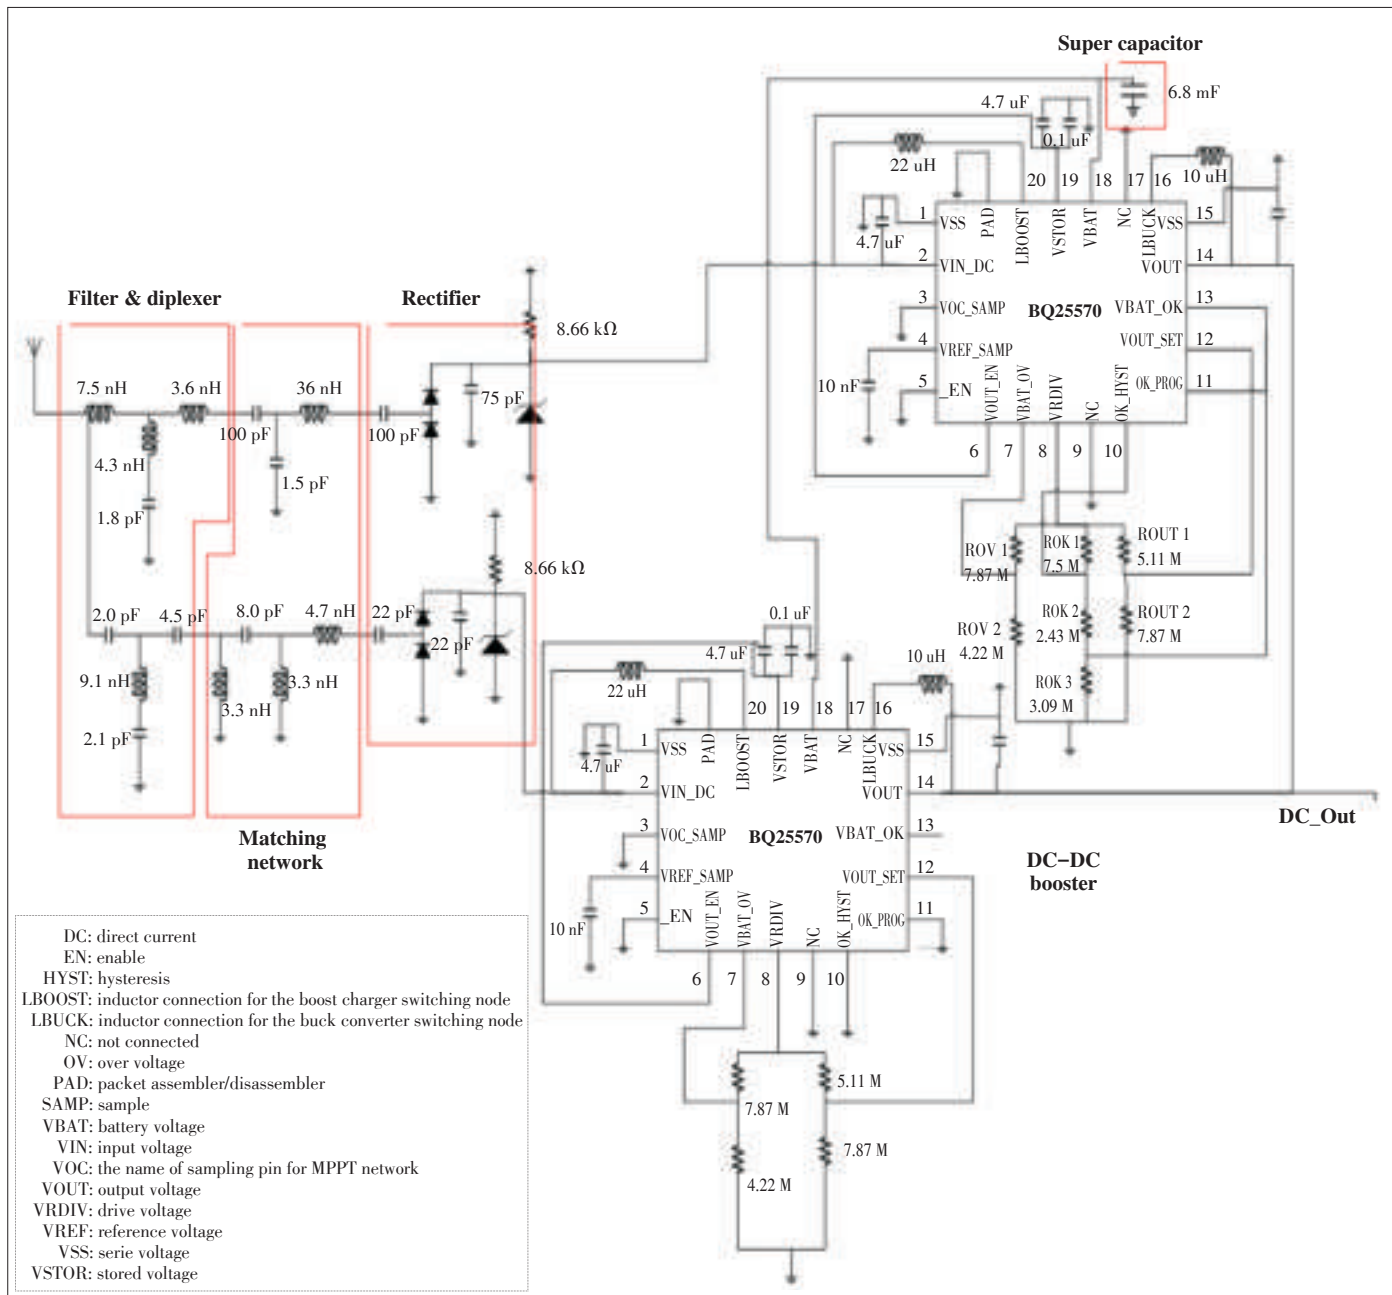 Super capacitor
6.8 mF
4.7 uF
0.1 uF
22 uH
10 uH
20 19 18 17 16
1
VSS
4.7 uF
2
VIN_DC
3
VOC_SAMP
4
VREF_SAMP
10 nF
5
_EN
PAD
LBOOST
VSTOR
VBAT
NC
LBUCK
BQ25570
15
VSS
14
VOUT
13
VBAT_OK
12
VOUT_SET
11
OK_PROG
VOUT_EN
VBAT_OV
VRDIV
NC
OK_HYST
6 7 8 9 10
ROV 1
7.87 M
ROV 2
4.22 M
ROK 1
7.5 M
ROK 2
2.43 M
ROK 3
3.09 M
ROUT 1
5.11 M
ROUT 2
7.87 M
Filter & diplexer
Rectifier
8.66 kΩ
7.5 nH
3.6 nH
36 nH
100 pF
100 pF
75 pF
4.3 nH
1.5 pF
1.8 pF
8.66 kΩ
2.0 pF
4.5 pF
8.0 pF
4.7 nH
22 pF
22 pF
9.1 nH
3.3 nH
3.3 nH
2.1 pF
Matching
network
0.1 uF
4.7 uF
22 uH
10 uH
20 19 18 17 16
1
VSS
4.7 uF
2
VIN_DC
3
VOC_SAMP
4
VREF_SAMP
10 nF
5
_EN
PAD
LBOOST
VSTOR
VBAT
NC
LBUCK
BQ25570
15
VSS
14
VOUT
13
VBAT_OK
12
VOUT_SET
11
OK_PROG
VOUT_EN
VBAT_OV
VRDIV
NC
OK_HYST
6 7 8 9 10
DC_Out
DC-DC
booster
5.11 M
7.87 M
7.87 M
4.22 M
DC: direct current
EN: enable
HYST: hysteresis
LBOOST: inductor connection for the boost charger switching node
LBUCK: inductor connection for the buck converter switching node
NC: not connected
OV: over voltage
PAD: packet assembler/disassembler
SAMP: sample
VBAT: battery voltage
VIN: input voltage
VOC: the name of sampling pin for MPPT network
VOUT: output voltage
VRDIV: drive voltage
VREF: reference voltage
VSS: serie voltage
VSTOR: stored voltage